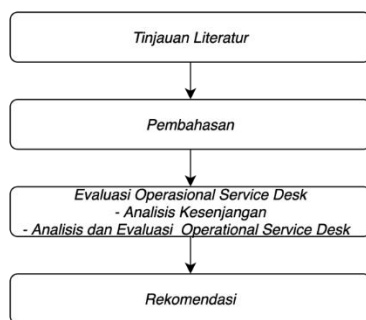 Tinjauan Literatur
Pembahasan
Evaluasi Operasional Service Desk
- Analisis Kesenjangan
- Analisis dan Evaluasi Operational Service Desk
Rekomendasi